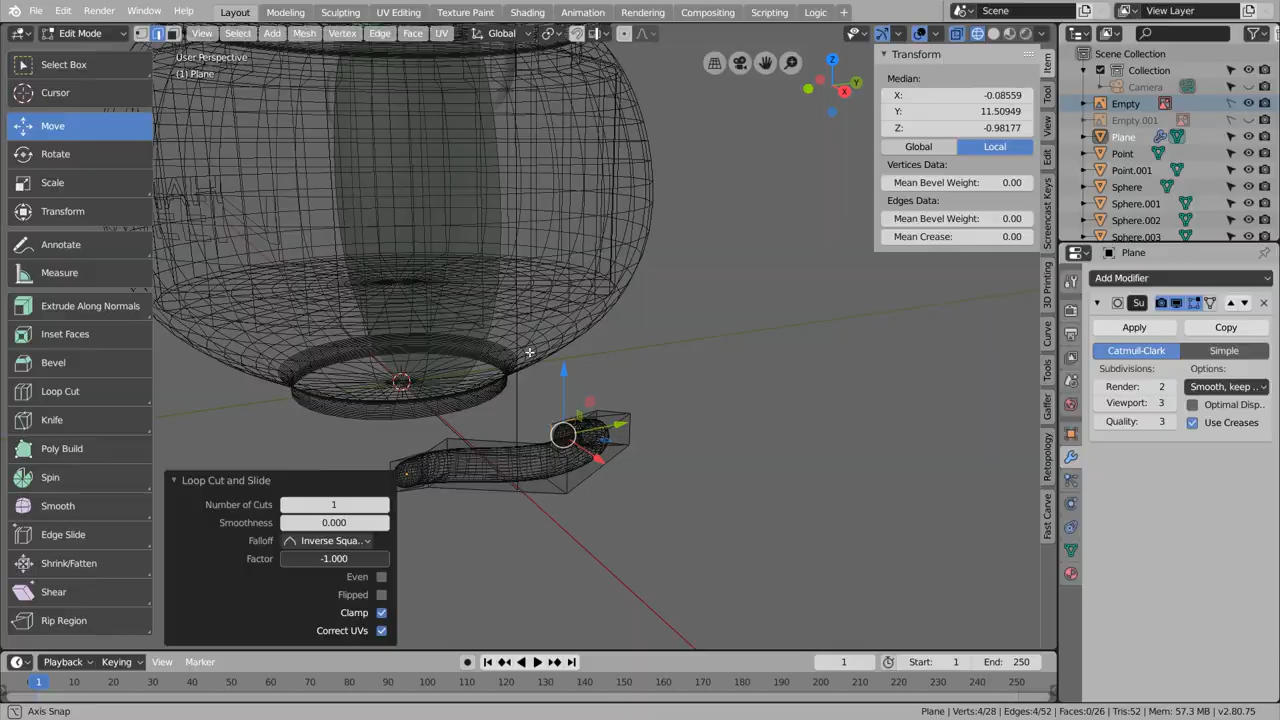 File Edit Render Window Help Layout Modeling Sculpting UV Editing Texture Paint Shading Animation Rendering Compositing Scripting Logic + Scene View Layer
Edit Mode View Select Add Mesh Vertex Edge Face UV Global
User Perspective
(1) Plane
Select Box
Cursor
Move
Rotate
Scale
Transform
Annotate
Measure
Extrude Along Normals
Inset Faces
Bevel
Loop Cut
Knife
Poly Build
Spin
Smooth
Edge Slide
Shrink/Fatten
Shear
Rip Region
Loop Cut and Slide
Number of Cuts 1
Smoothness 0.000
Falloff Inverse Squa..
Factor -1.000
Even
Flipped
Clamp
Correct UVs
Z
Y
X
Transform
Median:
X: -0.08559
Y: 11.50949
Z: -0.98177
Global Local
Vertices Data:
Mean Bevel Weight: 0.00
Edges Data:
Mean Bevel Weight: 0.00
Mean Crease: 0.00
Item
Tool
View
Edit
Screencast Keys
3D Printing
Curve
Tools
Gaffer
Retopology
Fast Carve
Scene Collection
Collection
Camera
Empty
Empty.001
Plane
Point
Point.001
Sphere
Sphere.001
Sphere.002
Sphere.003
Plane
Add Modifier
Su
Apply Copy
Catmull-Clark Simple
Subdivisions: Options:
Render: 2 Smooth, keep ..
Viewport: 3 Optimal Disp..
Quality: 3 Use Creases
Playback Keying View Marker 1 Start: 1 End: 250
1 10 20 30 40 50 60 70 80 90 100 110 120 130 140 150 160 170 180 190 200 210 220 230 240 250
Axis Snap Plane | Verts:4/28 | Edges:4/52 | Faces:0/26 | Tris:52 | Mem: 57.3 MB | v2.80.75